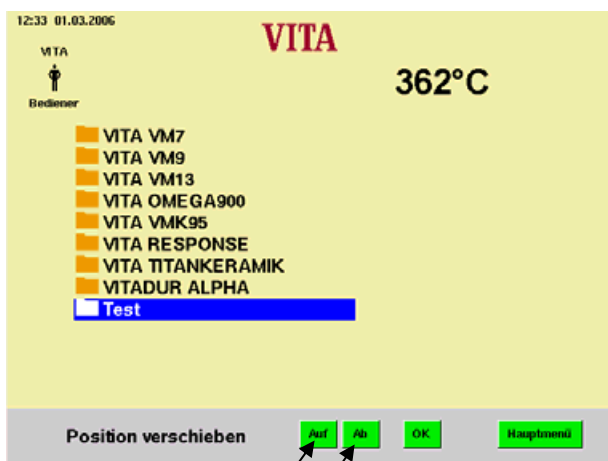 12:33 01.03.2006
VITA
VITA
362°C
Bediener
VITA VM7
VITA VM9
VITA VM13
VITA OMEGA900
VITA VMK95
VITA RESPONSE
VITA TITANKERAMIK
VITADUR ALPHA
Test
Position verschieben Auf Ab OK Hauptmenü